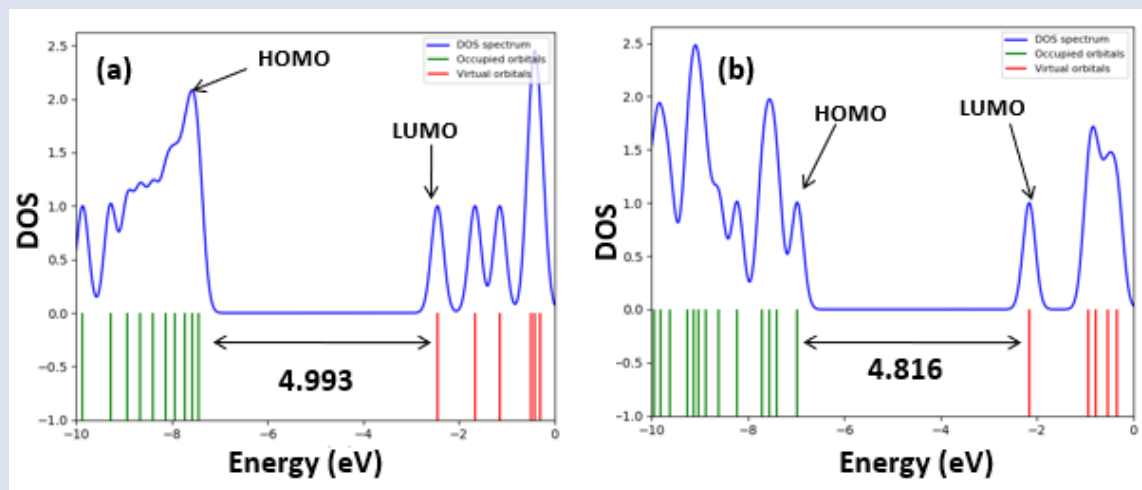 (a)
HOMO
LUMO
DOS spectrum
Occupied orbitals
Virtual orbitals
2.5
2.0
1.5
1.0
0.5
0.0
−0.5
−1.0
DOS
4.993
−10
−8
−6
−4
−2
0
Energy (eV)
(b)
HOMO
LUMO
DOS spectrum
Occupied orbitals
Virtual orbitals
2.5
2.0
1.5
1.0
0.5
0.0
−0.5
−1.0
DOS
4.816
−10
−8
−6
−4
−2
0
Energy (eV)